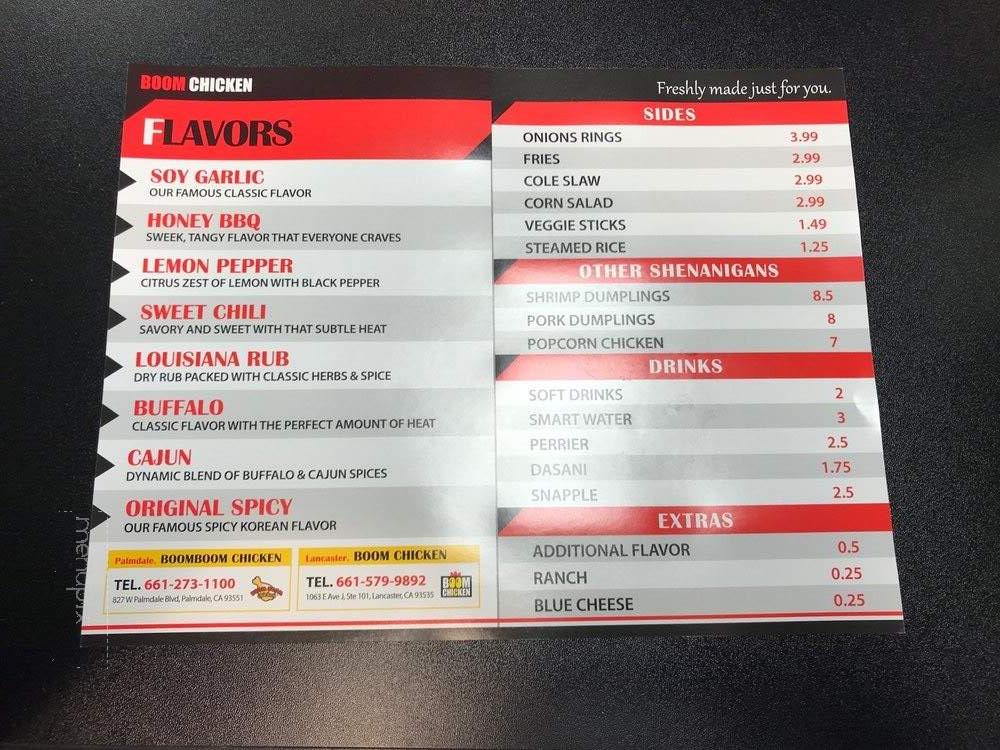 BOOM CHICKEN
FLAVORS
SOY GARLIC
OUR FAMOUS CLASSIC FLAVOR
HONEY BBQ
SWEEK, TANGY FLAVOR THAT EVERYONE CRAVES
LEMON PEPPER
CITRUS ZEST OF LEMON WITH BLACK PEPPER
SWEET CHILI
SAVORY AND SWEET WITH THAT SUBTLE HEAT
LOUISIANA RUB
DRY RUB PACKED WITH CLASSIC HERBS & SPICE
BUFFALO
CLASSIC FLAVOR WITH THE PERFECT AMOUNT OF HEAT
CAJUN
DYNAMIC BLEND OF BUFFALO & CAJUN SPICES
ORIGINAL SPICY
OUR FAMOUS SPICY KOREAN FLAVOR
Palmdale. BOOMBOOM CHICKEN
TEL. 661-273-1100
827 W Palmdale Blvd, Palmdale, CA 93551
Lancaster. BOOM CHICKEN
TEL. 661-579-9892
1063 E Ave J, Ste 101, Lancaster, CA 93535
BOOM
CHICKEN
Freshly made just for you.
SIDES
ONIONS RINGS 3.99
FRIES 2.99
COLE SLAW 2.99
CORN SALAD 2.99
VEGGIE STICKS 1.49
STEAMED RICE 1.25
OTHER SHENANIGANS
SHRIMP DUMPLINGS 8.5
PORK DUMPLINGS 8
POPCORN CHICKEN 7
DRINKS
SOFT DRINKS 2
SMART WATER 3
PERRIER 2.5
DASANI 1.75
SNAPPLE 2.5
EXTRAS
ADDITIONAL FLAVOR 0.5
RANCH 0.25
BLUE CHEESE 0.25
menupix